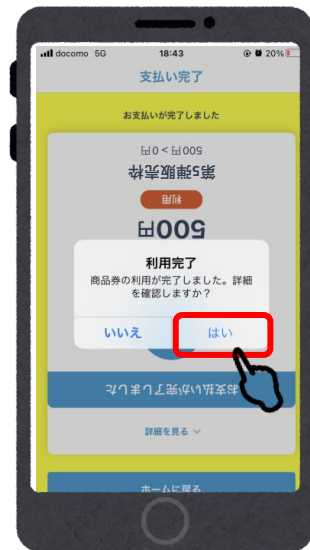 docomo 5G 18:43 20%
支払い完了
お支払いが完了しました
500円 > 0円
第5弾販売枠
利用
500円
利用完了
商品券の利用が完了しました。詳細
を確認しますか?
いいえ はい
お支払いが完了しました
詳細を見る
ホームに戻る